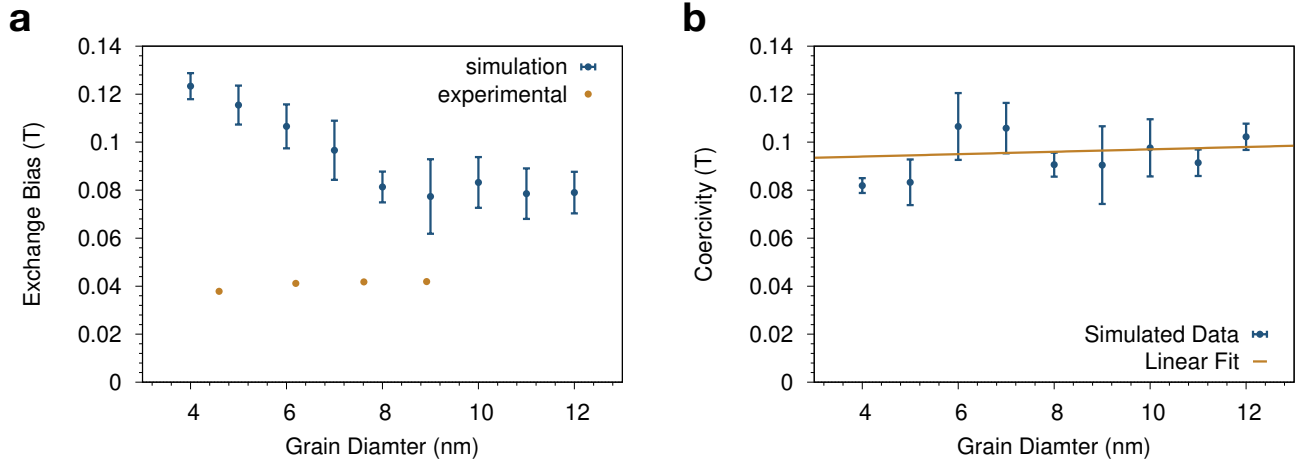 a
0.14
0.12
0.1
0.08
0.06
0.04
0.02
0
Exchange Bias (T)
simulation
experimental
4 6 8 10 12
Grain Diamter (nm)
b
0.14
0.12
0.1
0.08
0.06
0.04
0.02
0
Coercivity (T)
Simulated Data
Linear Fit
4 6 8 10 12
Grain Diamter (nm)